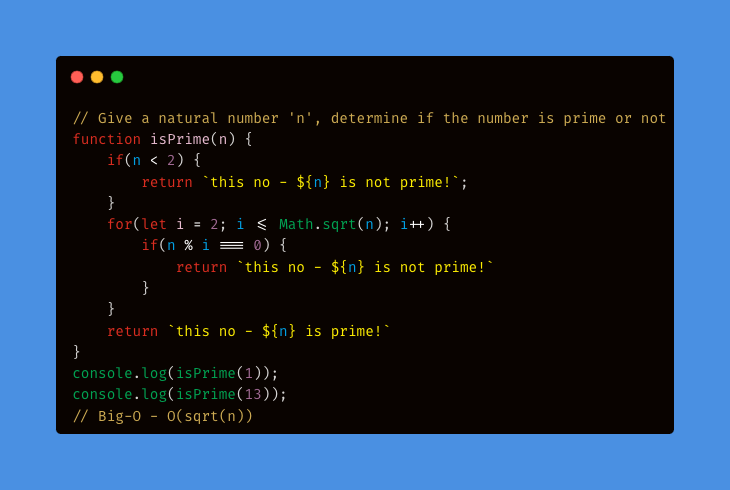 // Give a natural number 'n', determine if the number is prime or not
function isPrime(n) {
    if(n < 2) {
        return `this no - ${n} is not prime!`;
    }
    for(let i = 2; i <= Math.sqrt(n); i++) {
        if(n % i === 0) {
            return `this no - ${n} is not prime!`
        }
    }
    return `this no - ${n} is prime!`
}
console.log(isPrime(1));
console.log(isPrime(13));
// Big-O - O(sqrt(n))